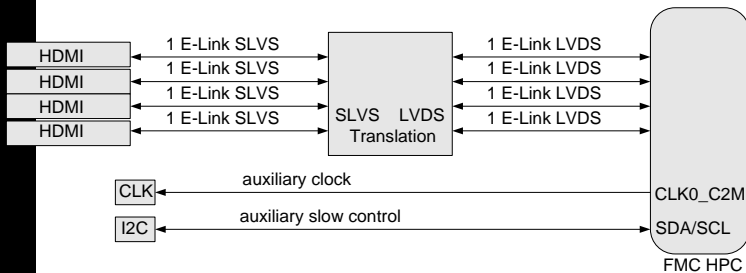 HDMI 1 E-Link SLVS 1 E-Link LVDS
HDMI 1 E-Link SLVS 1 E-Link LVDS
HDMI 1 E-Link SLVS 1 E-Link LVDS
HDMI 1 E-Link SLVS 1 E-Link LVDS
SLVS LVDS
Translation
CLK auxiliary clock CLK0_C2M
I2C auxiliary slow control SDA/SCL
FMC HPC